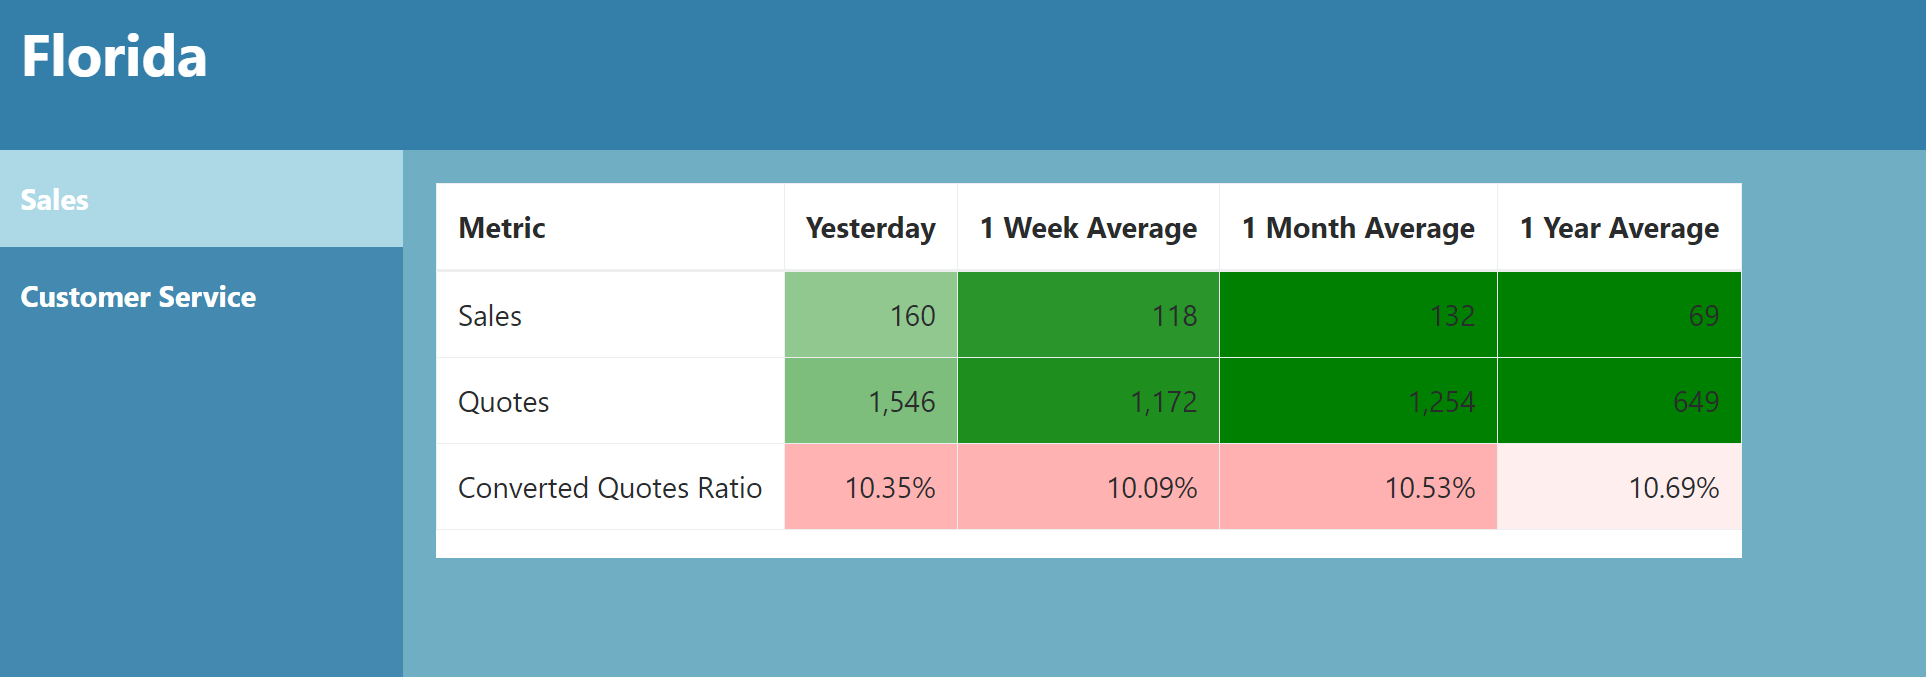 Florida
Sales
Customer Service
Metric Yesterday 1 Week Average 1 Month Average 1 Year Average
Sales 160 118 132 69
Quotes 1,546 1,172 1,254 649
Converted Quotes Ratio 10.35% 10.09% 10.53% 10.69%